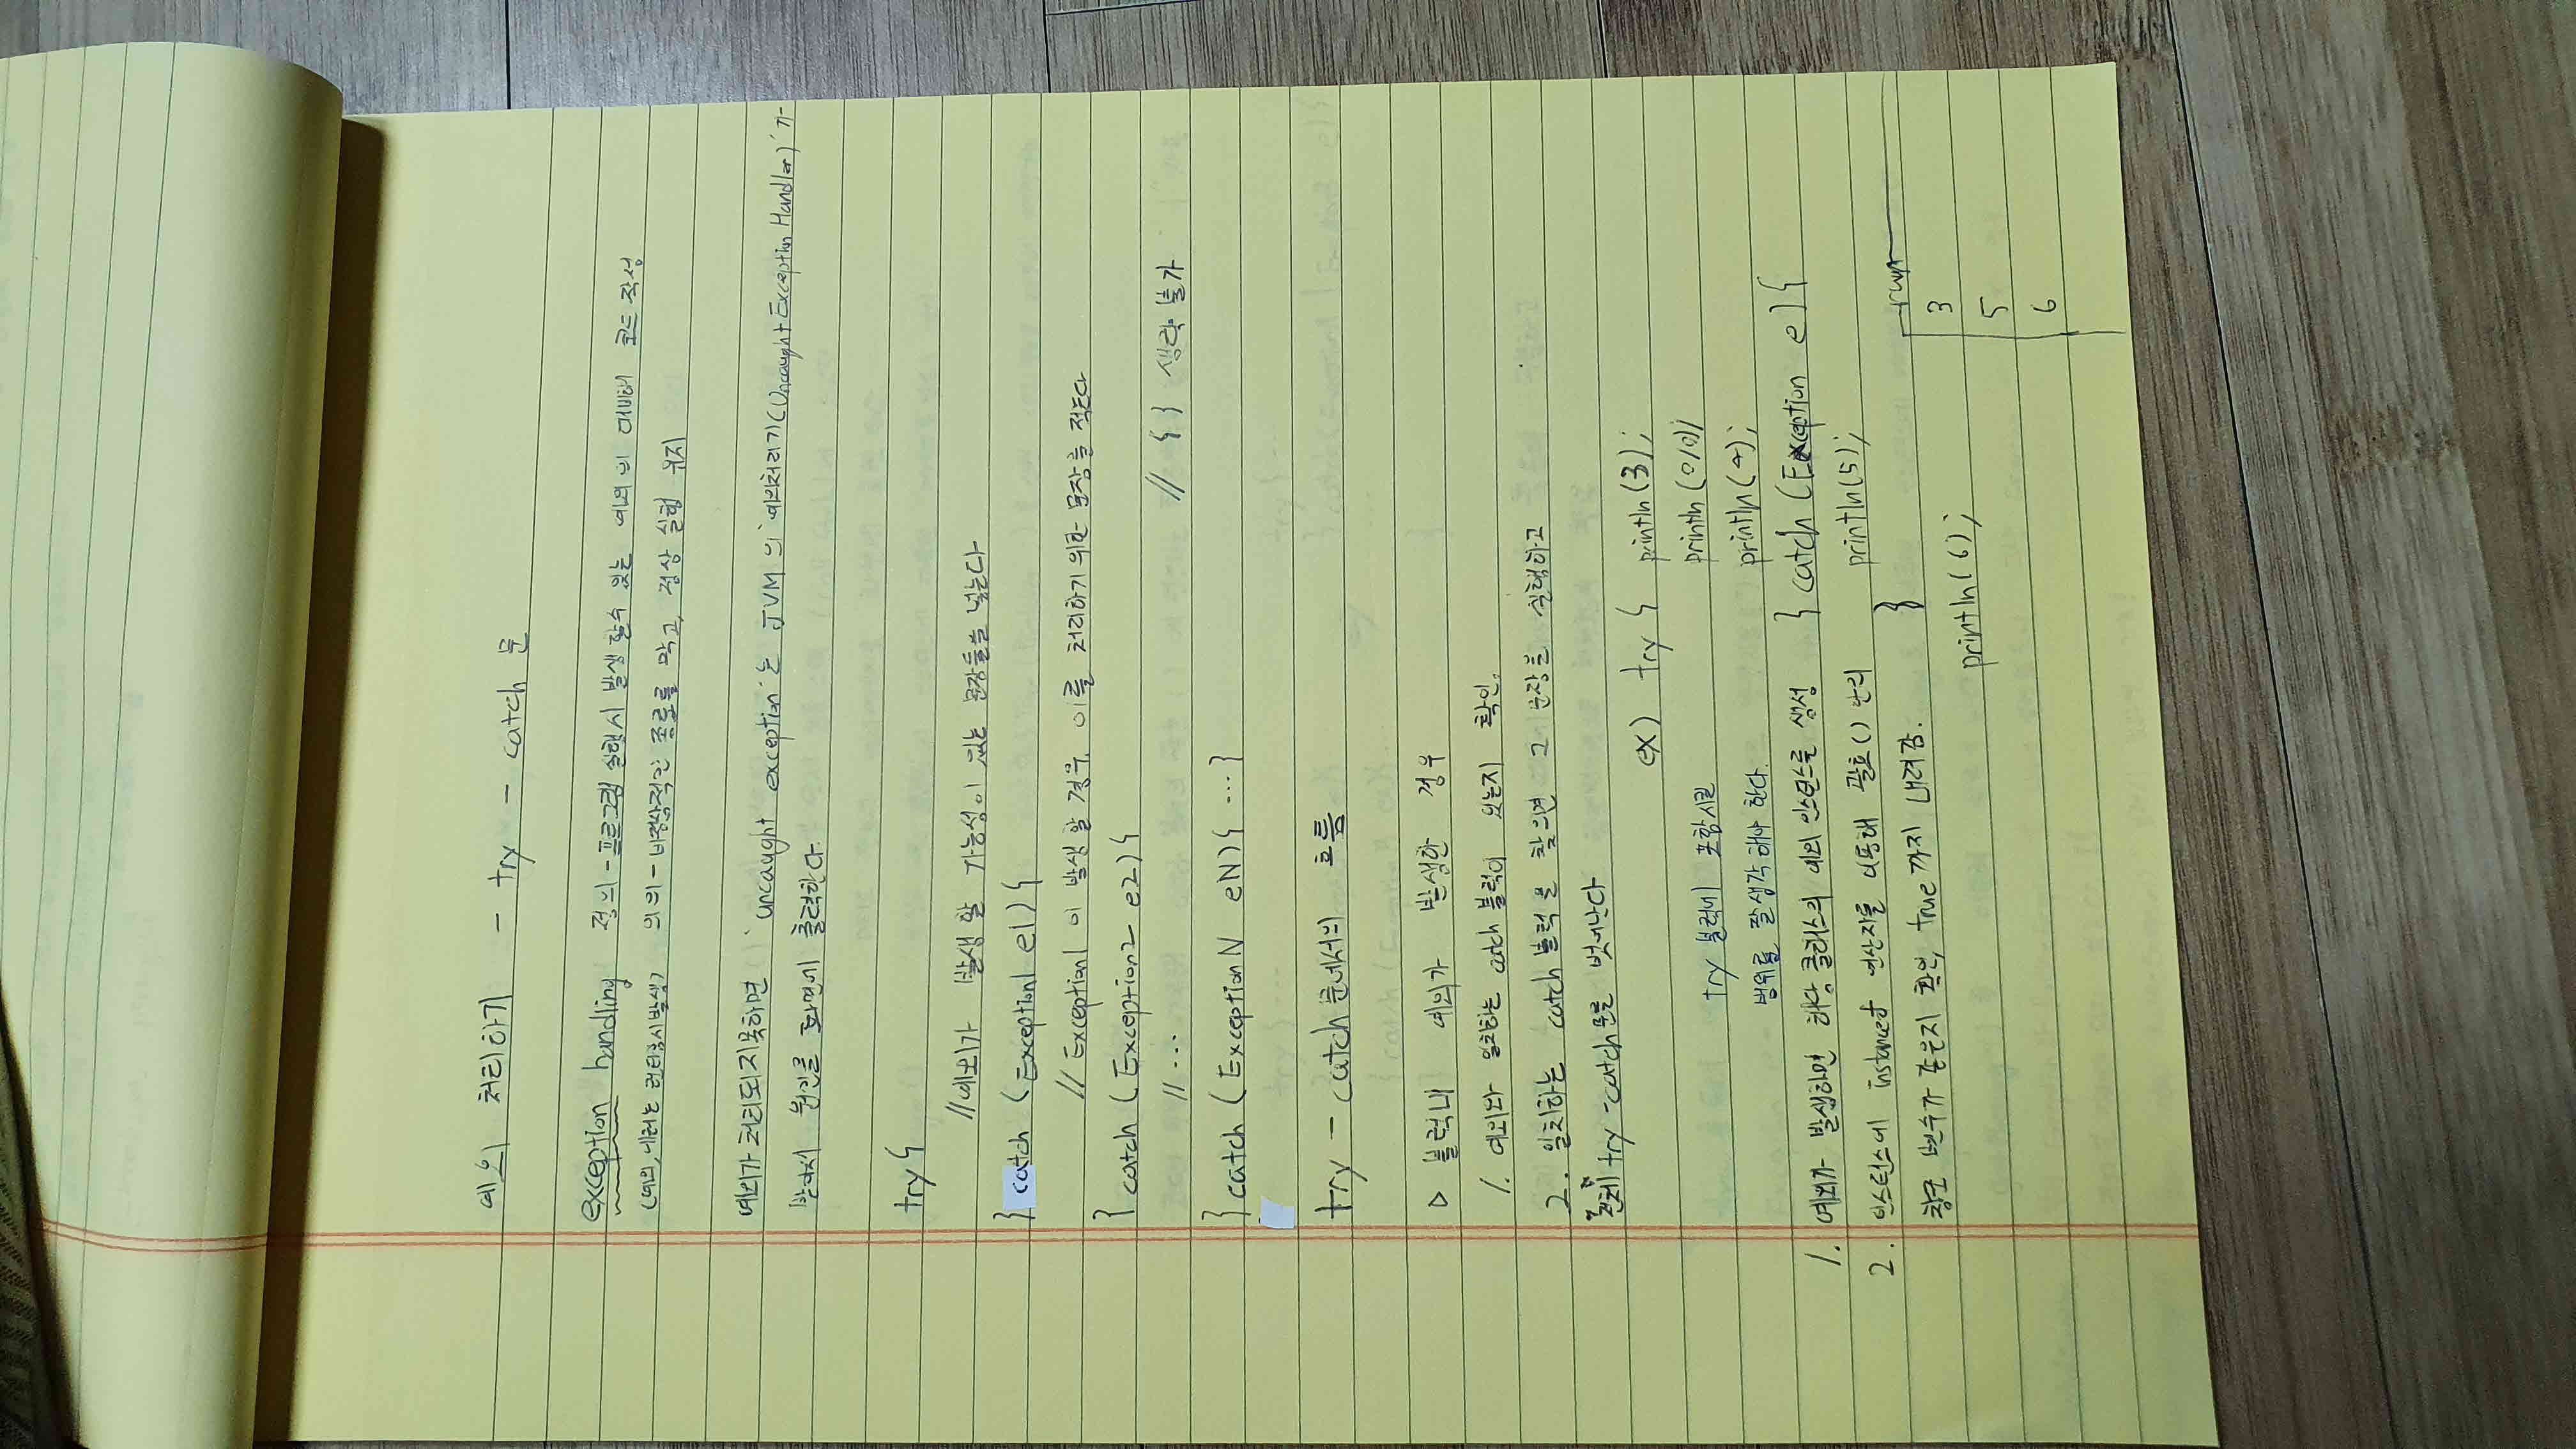 예외 처리하기 - try - catch 문
exception handling 정의 - 프로그램 실행시 발생 할수 있는 예외의 대비해 코드 작성
(예외, 에러는 런타임시발생) 의의 - 비정상적인 종료를 막고, 정상 실행 유지
예외가 처리되지못하면 'uncaught exception'는 JVM의 '예외처리기(Uncaught Exception Handler)'가
받아서 원인를 화면에 출력한다.
try {
//예외가 발생 할 가능성이 있는 문장들을 넣는다
} catch (Exception1 e1) {
// Exception1 이 발생 할 경우, 이를 처리하기위한 문장을 적는다
} catch (Exception2 e2) {
// ... // { } 생략 불가
} catch (ExceptionN eN) { ... }
try - catch 문에서의 흐름
▷ 블럭내 예외가 발생한 경우
1. 예외와 일치하는 catch 블럭이 있는지 확인.
2. 일치하는 catch 블럭을 찾으면 그 문장을 실행하고
전체 try - catch 문을 벗어난다
ex) try { println(3);
try 블럭에 포함시킬 println (0/0);
범위를 잘생각 해야 한다. println(4);
1. 예외가 발생하면 해당 클래스의 예외 인스턴스를 생성 } catch (Exception e) {
2. 인스턴스에 instanceof 연산자를 이용해 괄호() 안의 println(5);
참조 변수가 같은지 확인, true 까지 내려감. }
println(6);
3
5
6